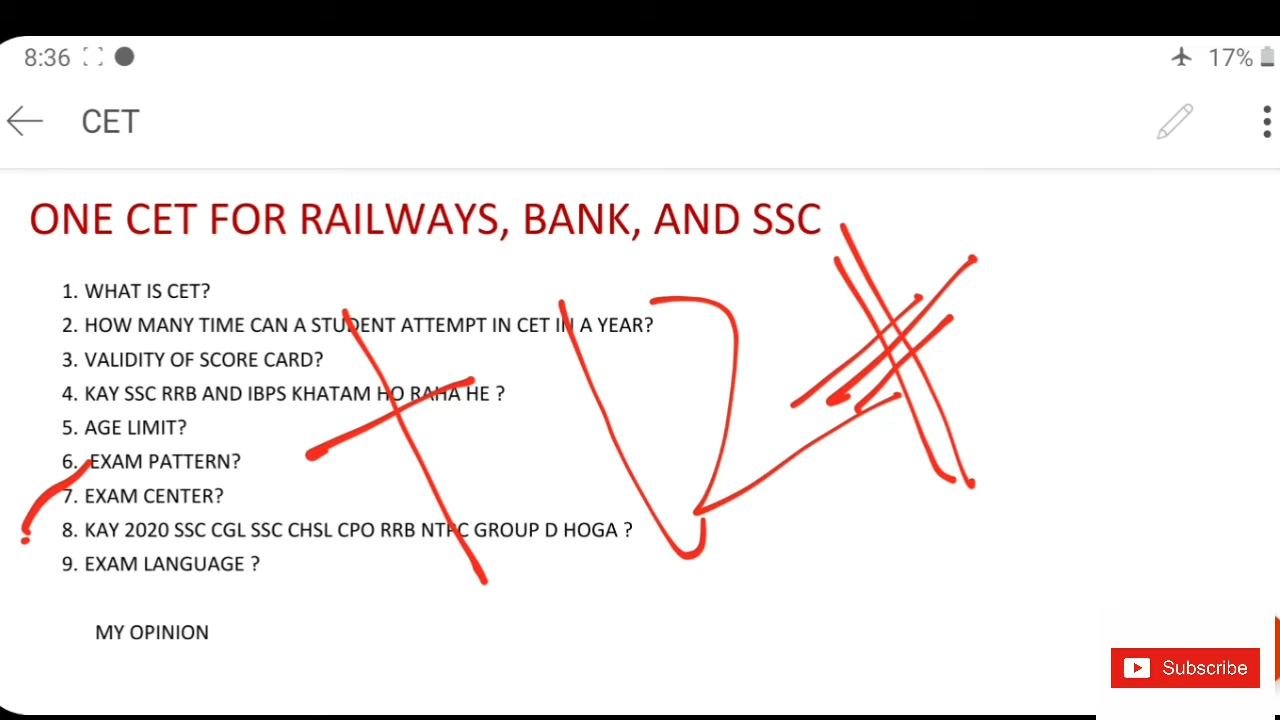 8:36 17%
CET
ONE CET FOR RAILWAYS, BANK, AND SSC
1. WHAT IS CET?
2. HOW MANY TIME CAN A STUDENT ATTEMPT IN CET IN A YEAR?
3. VALIDITY OF SCORE CARD?
4. KAY SSC RRB AND IBPS KHATAM HO RAHA HE ?
5. AGE LIMIT?
6. EXAM PATTERN?
7. EXAM CENTER?
8. KAY 2020 SSC CGL SSC CHSL CPO RRB NTPC GROUP D HOGA ?
9. EXAM LANGUAGE ?
MY OPINION
Subscribe